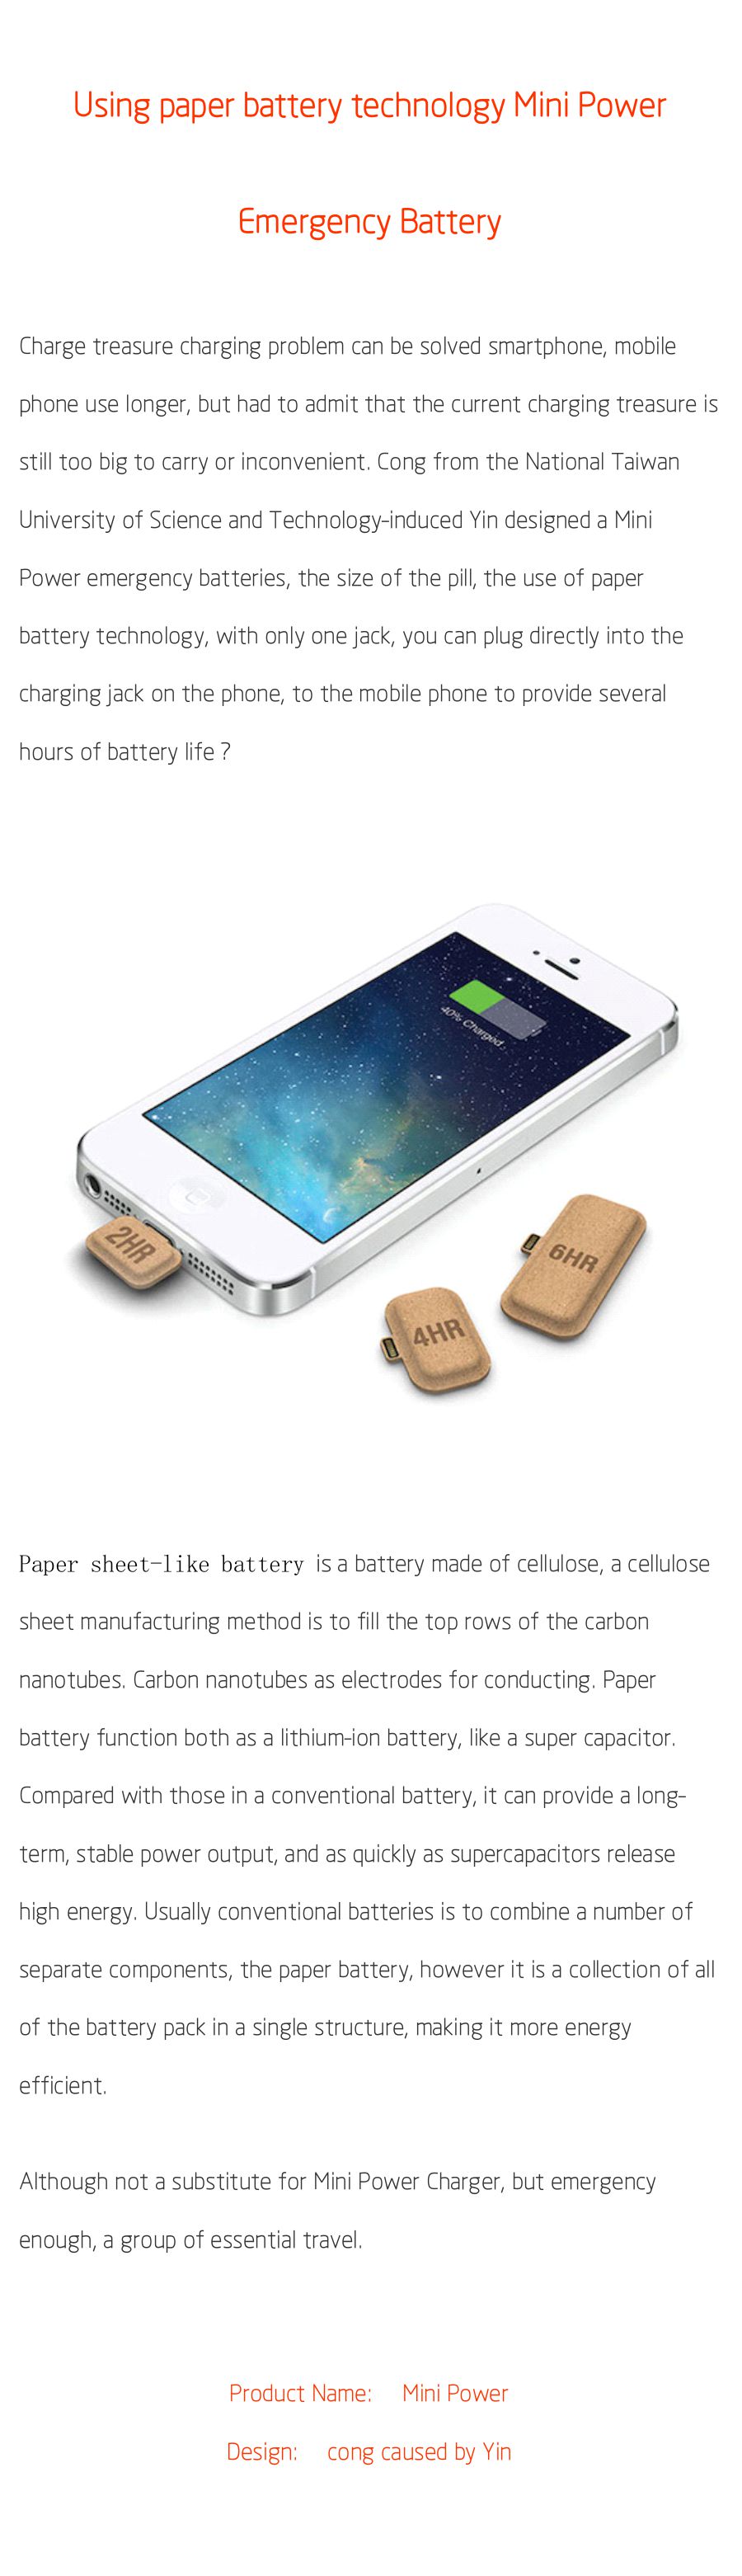 Using paper battery technology Mini Power
Emergency Battery
Charge treasure charging problem can be solved smartphone, mobile
phone use longer, but had to admit that the current charging treasure is
still too big to carry or inconvenient. Cong from the National Taiwan
University of Science and Technology-induced Yin designed a Mini
Power emergency batteries, the size of the pill, the use of paper
battery technology, with only one jack, you can plug directly into the
charging jack on the phone, to the mobile phone to provide several
hours of battery life ?
40% Charged
2HR
6HR
4HR
Paper sheet-like battery is a battery made of cellulose, a cellulose
sheet manufacturing method is to fill the top rows of the carbon
nanotubes. Carbon nanotubes as electrodes for conducting. Paper
battery function both as a lithium-ion battery, like a super capacitor.
Compared with those in a conventional battery, it can provide a long-
term, stable power output, and as quickly as supercapacitors release
high energy. Usually conventional batteries is to combine a number of
separate components, the paper battery, however it is a collection of all
of the battery pack in a single structure, making it more energy
efficient.
Although not a substitute for Mini Power Charger, but emergency
enough, a group of essential travel.
Product Name: Mini Power
Design: cong caused by Yin